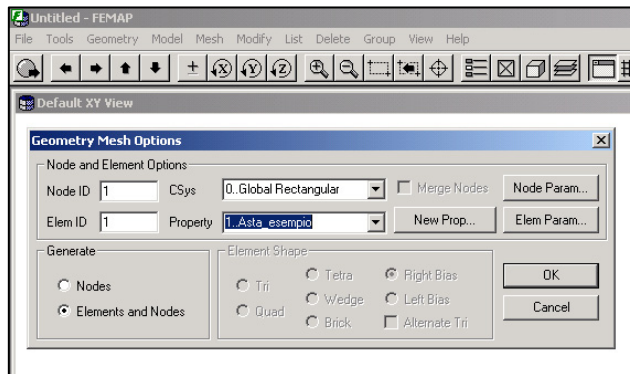 Untitled - FEMAP
File Tools Geometry Model Mesh Modify List Delete Group View Help
Default XY View
Geometry Mesh Options
Node and Element Options
Node ID 1 CSys 0..Global Rectangular Merge Nodes Node Param...
Elem ID 1 Property 1..Asta_esempio New Prop... Elem Param...
Generate Element Shape
Nodes Tri Tetra Right Bias OK
Elements and Nodes Quad Wedge Left Bias Cancel
Brick Alternate Tri